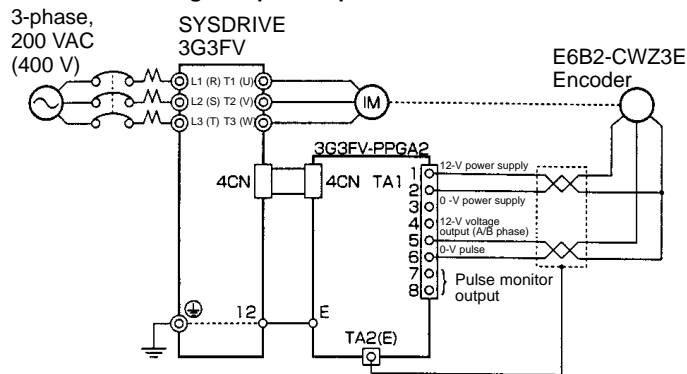 3-phase,
200 VAC
(400 V)
SYSDRIVE
3G3FV
E6B2-CWZ3E
Encoder
L1 (R) T1 (U)
L2 (S) T2 (V)
L3 (T) T3 (W)
IM
3G3FV-PPGA2
4CN
4CN
TA1
1
12-V power supply
2
3
0 -V power supply
4
12-V voltage
output (A/B phase)
5
6
0-V pulse
7
8
Pulse monitor
output
12
E
TA2(E)